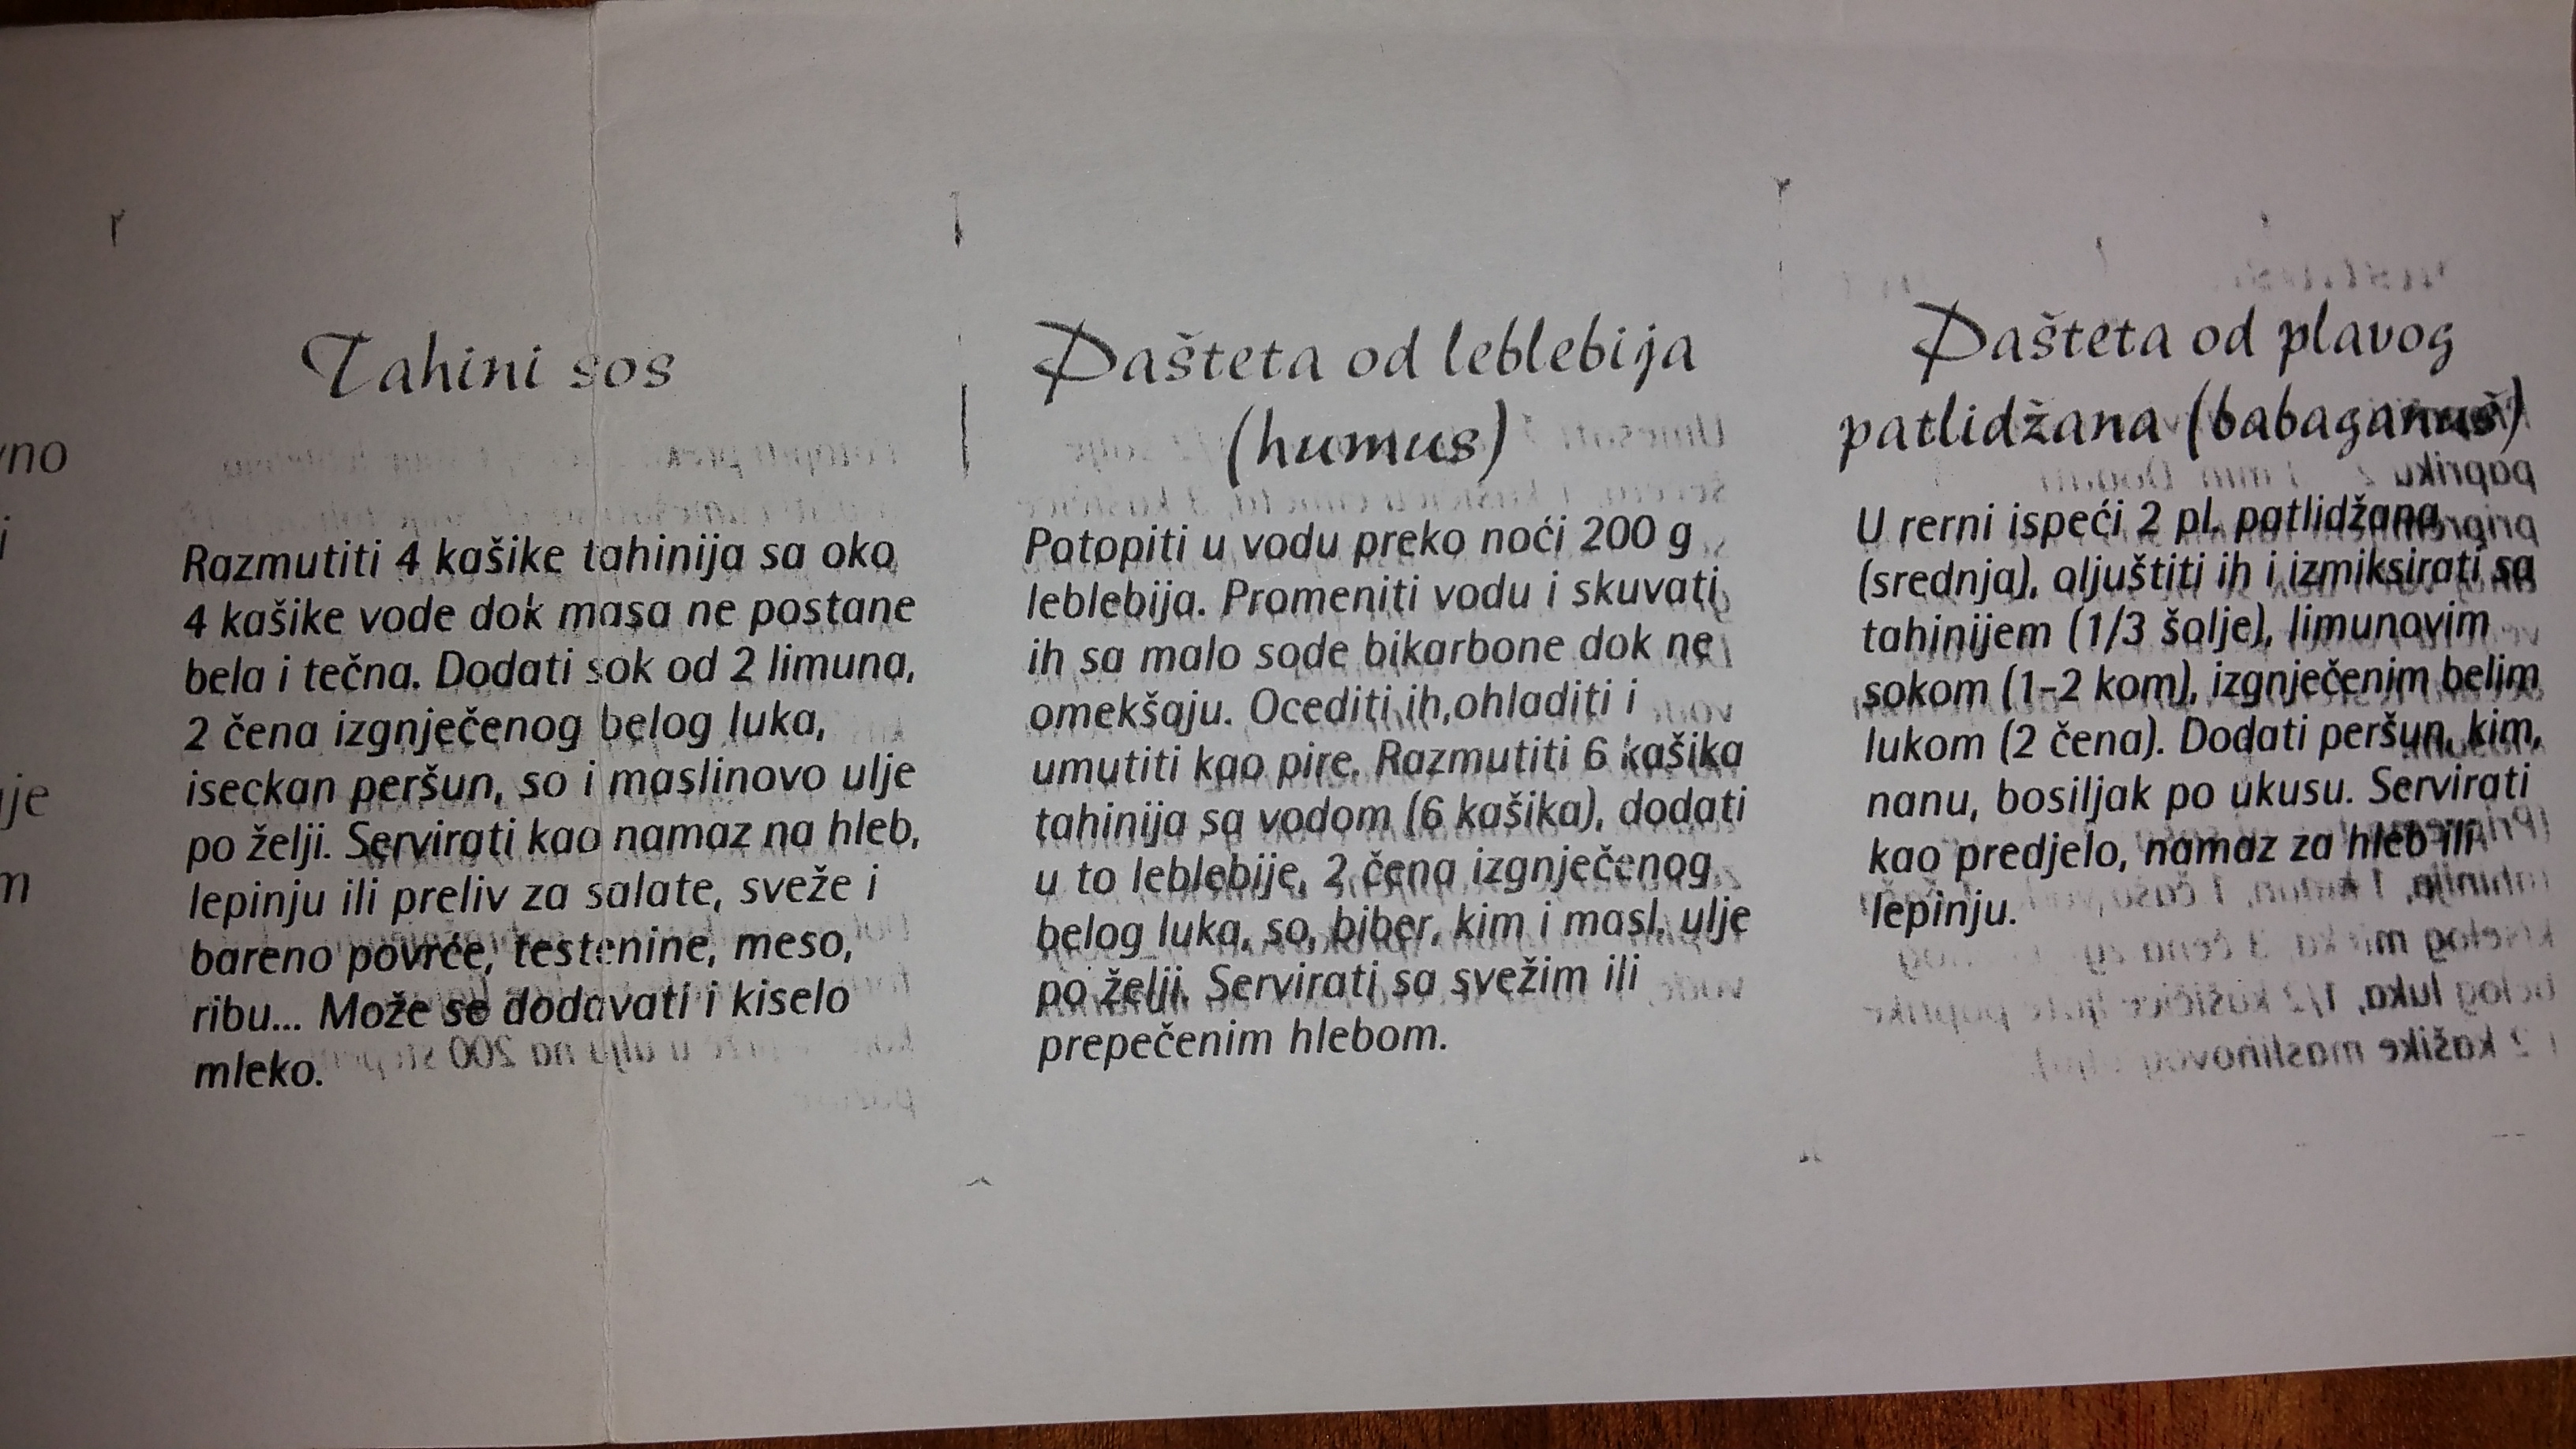 Tahini sos
Razmutiti 4 kašike tahinija sa oko
4 kašike vode dok masa ne postane
bela i tečna. Dodati sok od 2 limuna,
2 čena izgnječenog belog luka,
iseckan peršun, so i maslinovo ulje
po želji. Servirati kao namaz na hleb,
lepinju ili preliv za salate, sveže i
bareno povrće, testenine, meso,
ribu... Može se dodavati i kiselo
mleko.
Pašteta od leblebija
(humus)
Potopiti u vodu preko noći 200 g
leblebija. Promeniti vodu i skuvati
ih sa malo sode bikarbone dok ne
omekšaju. Ocediti ih,ohladiti i
umutiti kao pire. Razmutiti 6 kašika
tahinija sa vodom (6 kašika), dodati
u to leblebije, 2 čena izgnječenog
belog luka, so, biber, kim i masl. ulje
po želji. Servirati sa svežim ili
prepečenim hlebom.
Pašteta od plavog
patlidžana (babaganuš)
U rerni ispeći 2 pl. patlidžana
(srednja), oljuštiti ih i izmiksirati sa
tahinijem (1/3 šolje), limunovim
sokom (1-2 kom), izgnječenim belim
lukom (2 čena). Dodati peršun, kim,
nanu, bosiljak po ukusu. Servirati
kao predjelo, namaz za hleb ili
lepinju.